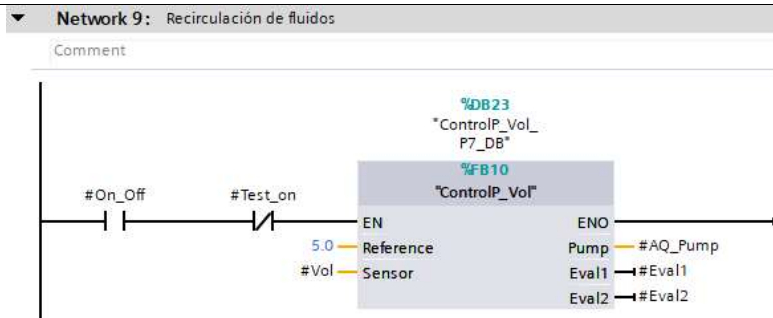 Network 9: Recirculación de fluidos
Comment
%DB23
"ControlP_Vol_
P7_DB"
%FB10
"ControlP_Vol"
#On_Off #Test_on
EN ENO
5.0 Reference Pump #AQ_Pump
#Vol Sensor Eval1 #Eval1
Eval2 #Eval2